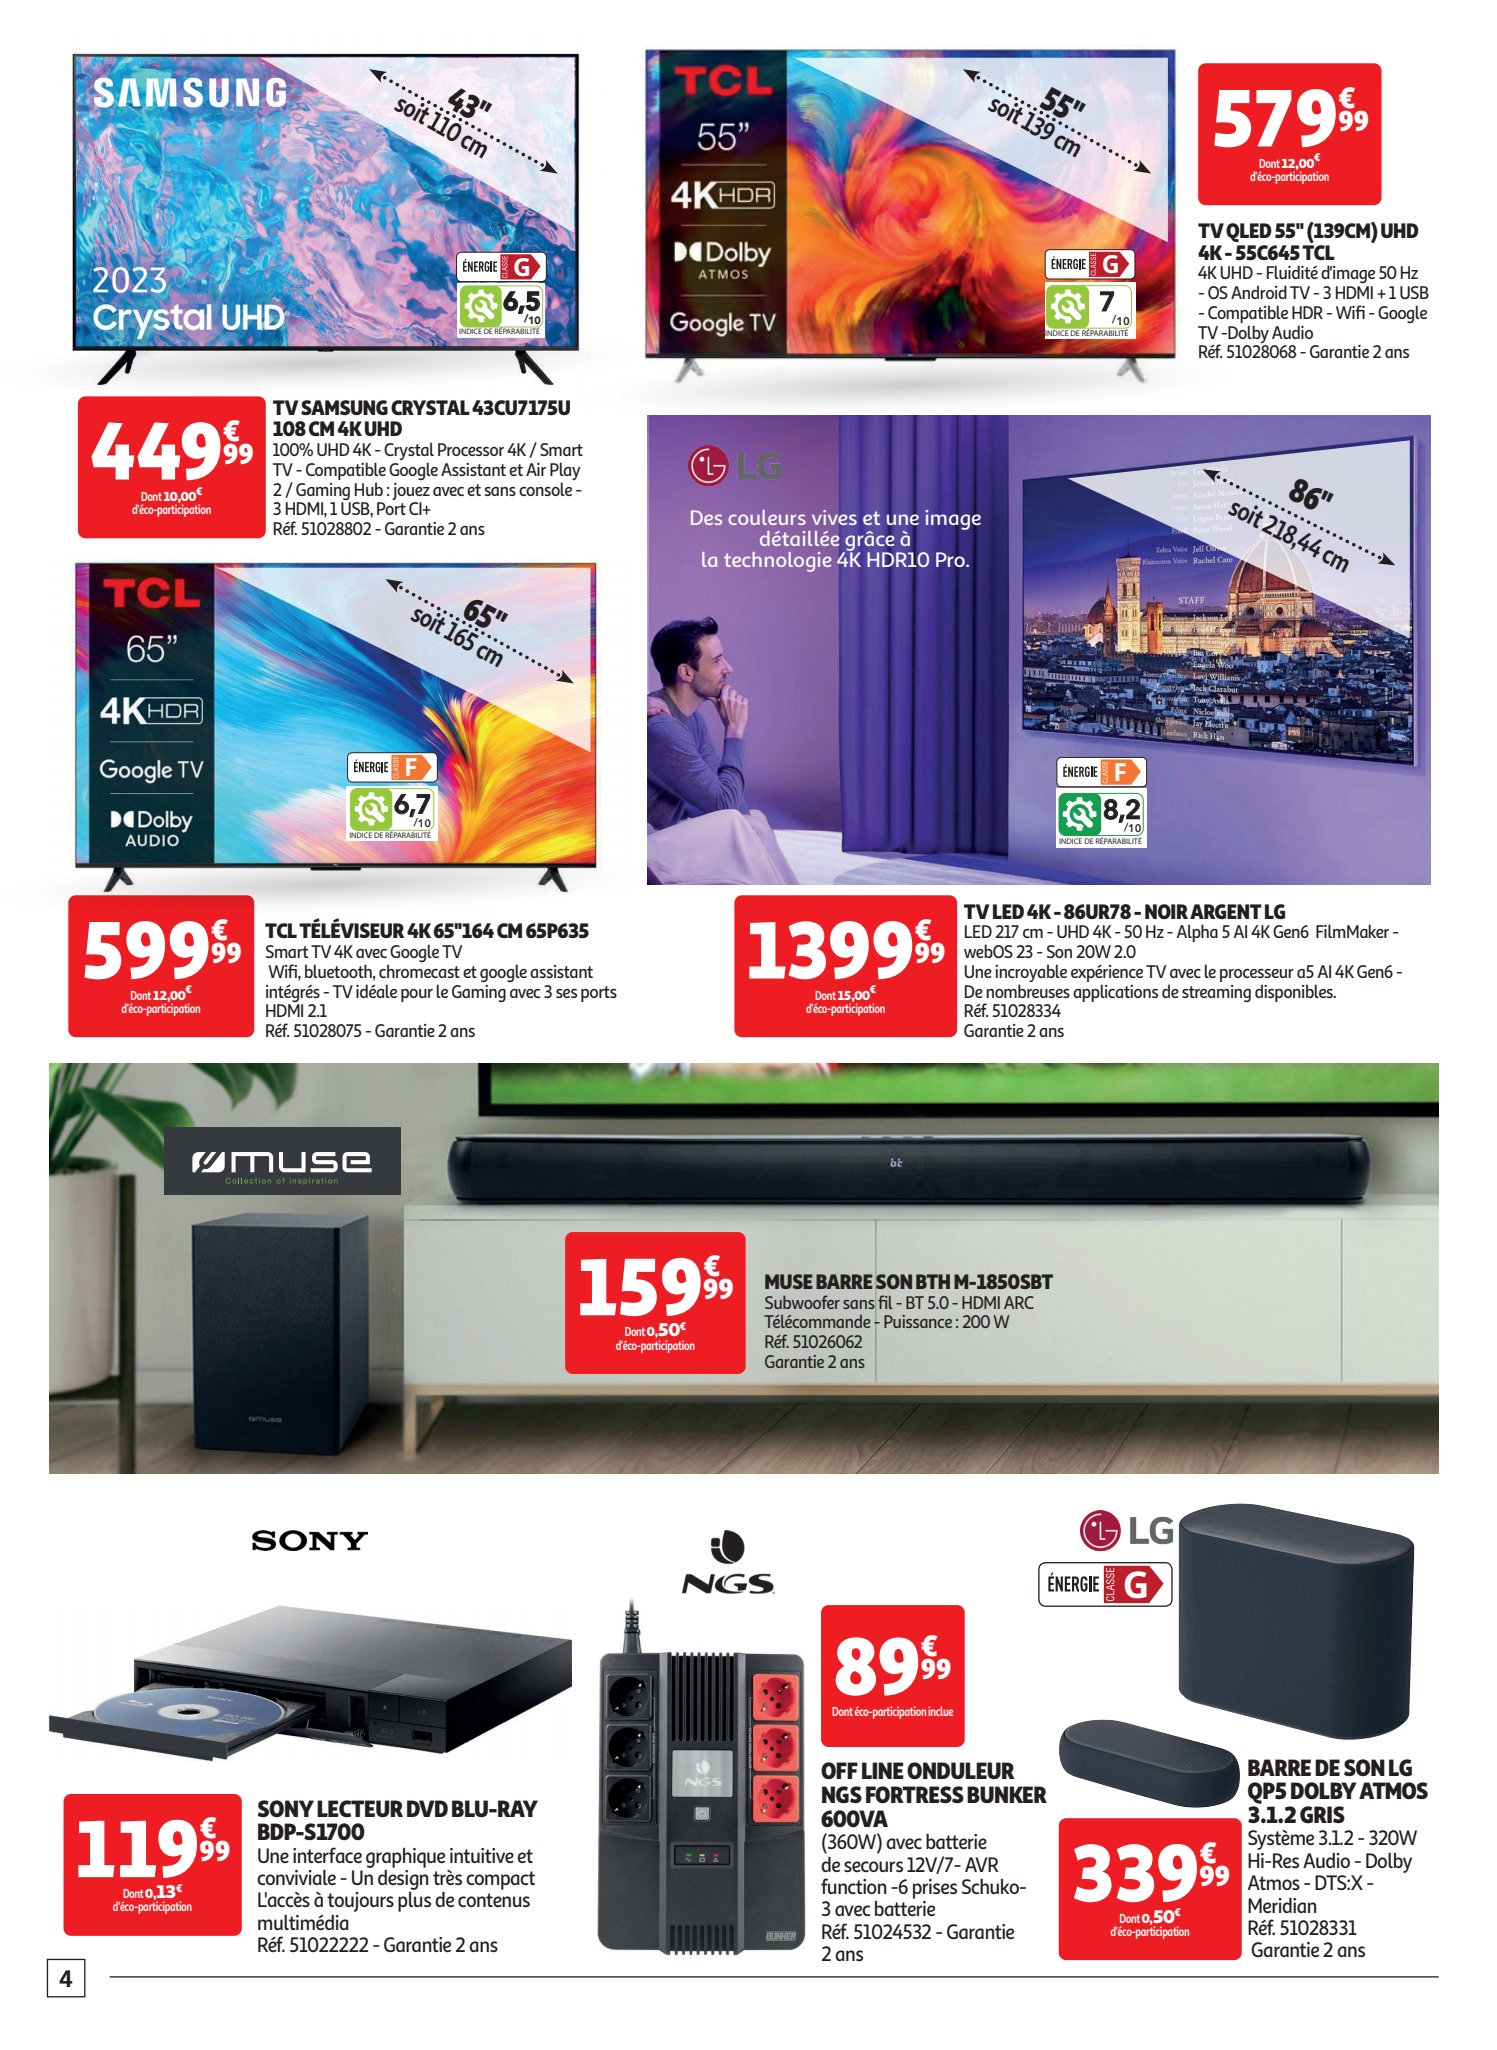 SAMSUNG
43"
soit 110 cm
2023
Crystal UHD
ÉNERGIE CLASSE G
6,5
/10
INDICE DE RÉPARABILITÉ
449€99
Dont 10,00€
d'éco-participation
TV SAMSUNG CRYSTAL 43CU7175U
108 CM 4K UHD
100% UHD 4K - Crystal Processor 4K / Smart
TV - Compatible Google Assistant et Air Play
2 / Gaming Hub : jouez avec et sans console -
3 HDMI, 1 USB, Port CI+
Réf. 51028802 - Garantie 2 ans
TCL
55"
4K HDR
Dolby
ATMOS
Google TV
55"
soit 139 cm
ÉNERGIE CLASSE G
7
/10
INDICE DE RÉPARABILITÉ
579€99
Dont 12,00€
d'éco-participation
TV QLED 55" (139CM) UHD
4K - 55C645 TCL
4K UHD - Fluidité d'image 50 Hz
- OS Android TV - 3 HDMI + 1 USB
- Compatible HDR - Wifi - Google
TV -Dolby Audio
Réf. 51028068 - Garantie 2 ans
TCL
65"
4K HDR
Google TV
Dolby
AUDIO
65"
soit 165 cm
ÉNERGIE CLASSE F
6,7
/10
INDICE DE RÉPARABILITÉ
599€99
Dont 12,00€
d'éco-participation
TCL TÉLÉVISEUR 4K 65"164 CM 65P635
Smart TV 4K avec Google TV
Wifi, bluetooth, chromecast et google assistant
intégrés - TV idéale pour le Gaming avec 3 ses ports
HDMI 2.1
Réf. 51028075 - Garantie 2 ans
LG
Des couleurs vives et une image
détaillée grâce à
la technologie 4K HDR10 Pro.
86"
soit 218,44 cm
Zebra Voice
Rachel Cate
STAFF
Levi Williams
Rick Han
ÉNERGIE CLASSE F
8,2
/10
INDICE DE RÉPARABILITÉ
1399€99
Dont 15,00€
d'éco-participation
TV LED 4K - 86UR78 - NOIR ARGENT LG
LED 217 cm - UHD 4K - 50 Hz - Alpha 5 AI 4K Gen6 FilmMaker -
webOS 23 - Son 20W 2.0
Une incroyable expérience TV avec le processeur a5 AI 4K Gen6 -
De nombreuses applications de streaming disponibles.
Réf. 51028334
Garantie 2 ans
muse
Collection of inspiration
bt
muse
159€99
Dont 0,50€
d'éco-participation
MUSE BARRE SON BTH M-1850SBT
Subwoofer sans fil - BT 5.0 - HDMI ARC
Télécommande - Puissance : 200 W
Réf. 51026062
Garantie 2 ans
SONY
SONY
119€99
Dont 0,13€
d'éco-participation
SONY LECTEUR DVD BLU-RAY
BDP-S1700
Une interface graphique intuitive et
conviviale - Un design très compact
L'accès à toujours plus de contenus
multimédia
Réf. 51022222 - Garantie 2 ans
NGS
NGS
BUNKER
89€99
Dont éco-participation inclue
OFF LINE ONDULEUR
NGS FORTRESS BUNKER
600VA
(360W) avec batterie
de secours 12V/7- AVR
function -6 prises Schuko-
3 avec batterie
Réf. 51024532 - Garantie
2 ans
LG
ÉNERGIE CLASSE G
339€99
Dont 0,50€
d'éco-participation
BARRE DE SON LG
QP5 DOLBY ATMOS
3.1.2 GRIS
Système 3.1.2 - 320W
Hi-Res Audio - Dolby
Atmos - DTS:X -
Meridian
Réf. 51028331
Garantie 2 ans
4